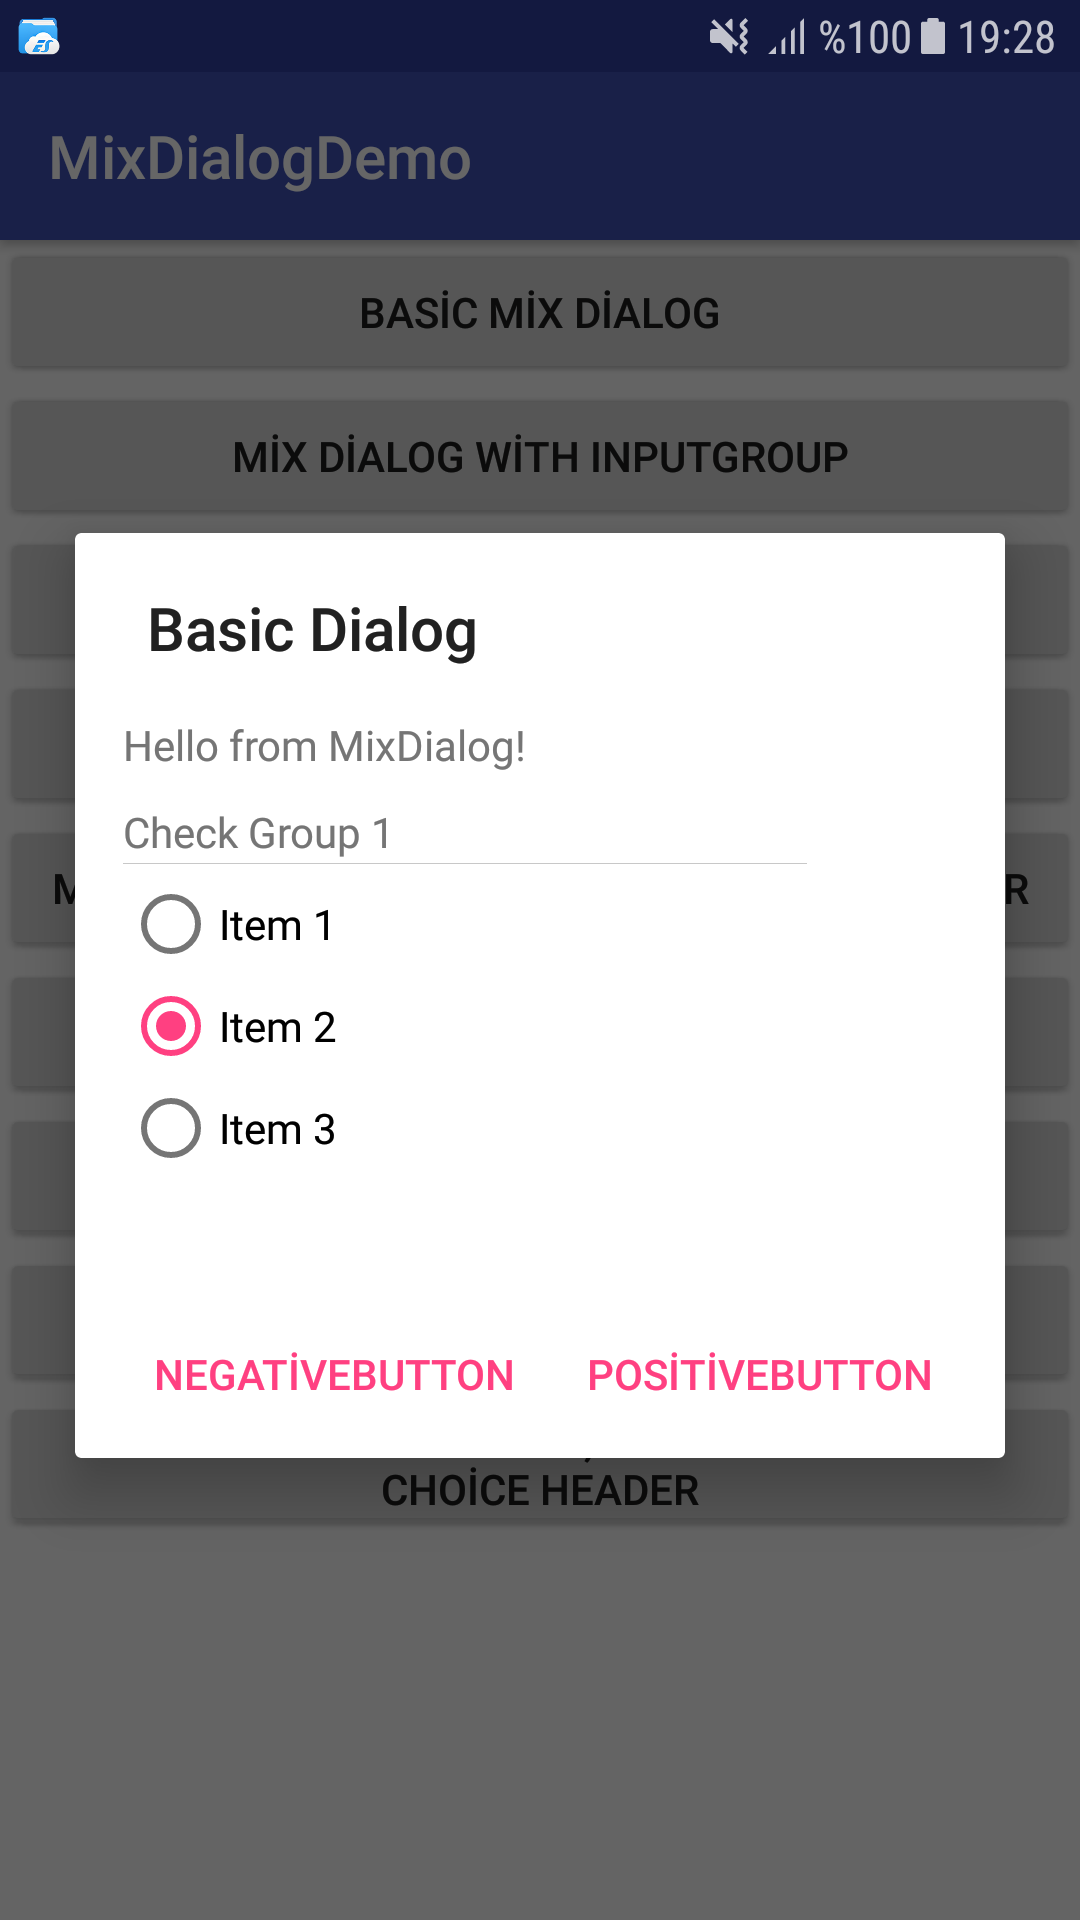 %100 19:28
MixDialogDemo
BASİC MİX DİALOG
MİX DİALOG WİTH INPUTGROUP
Basic Dialog
Hello from MixDialog!
Check Group 1
Item 1
Item 2
Item 3
NEGATİVEBUTTON POSİTİVEBUTTON
CHOİCE HEADER